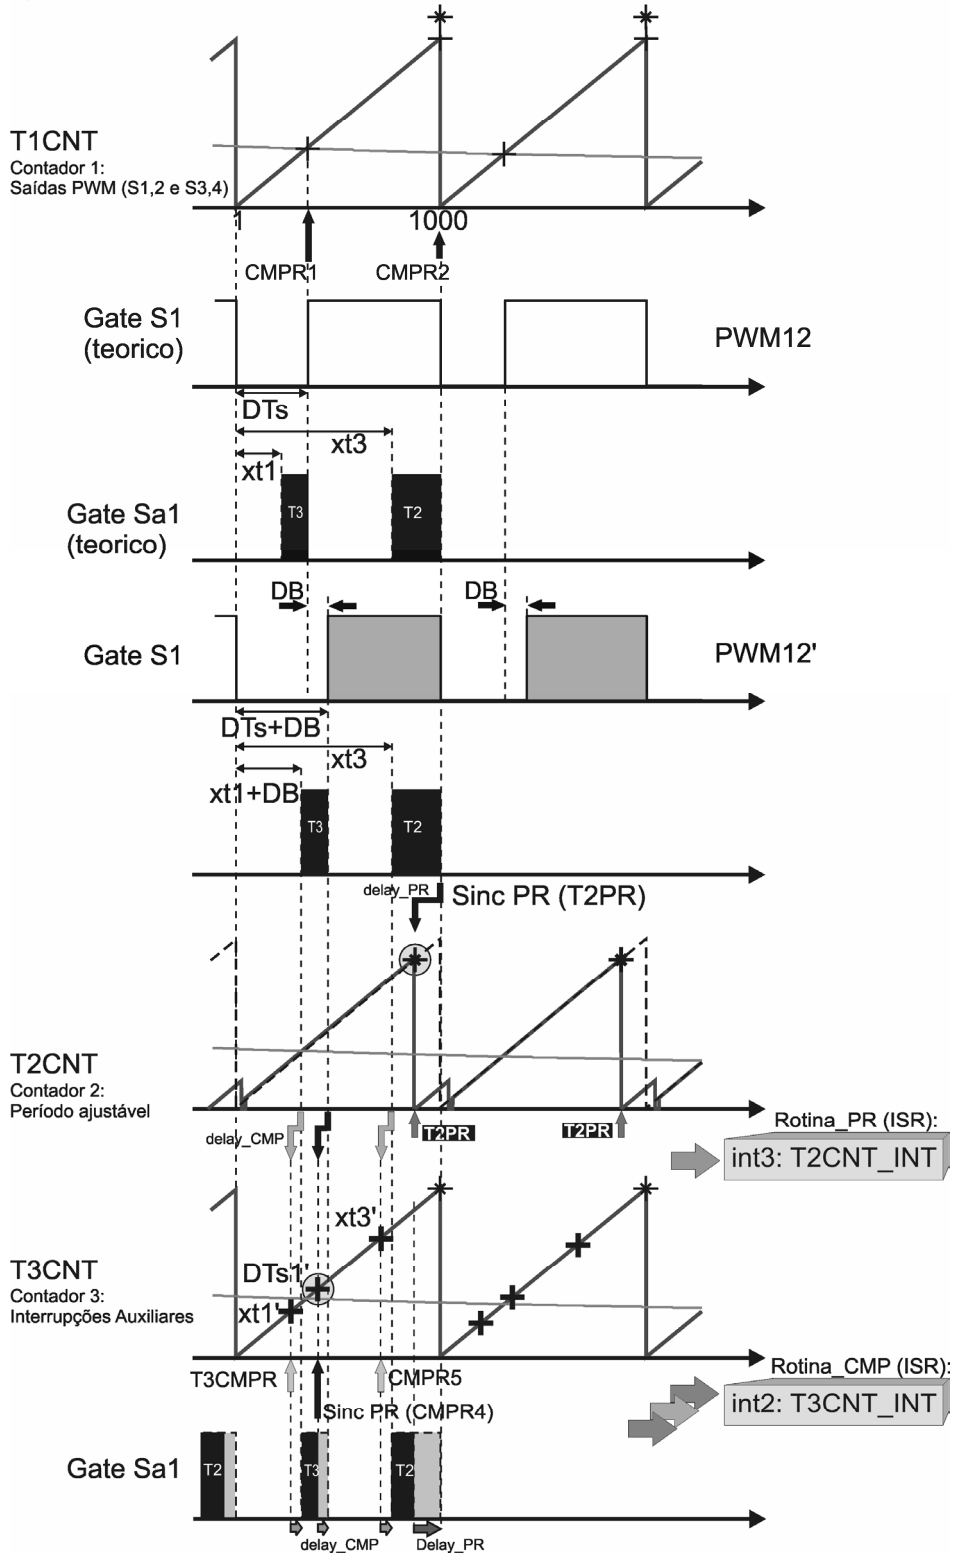 T1CNT
Contador 1:
Saídas PWM (S1,2 e S3,4)
1
1000
CMPR1
CMPR2
Gate S1
(teorico)
PWM12
DTs
xt3
xt1
Gate Sa1
(teorico)
T3
T2
DB
DB
Gate S1
PWM12'
DTs+DB
xt3
xt1+DB
T3
T2
delay_PR
Sinc PR (T2PR)
T2CNT
Contador 2:
Período ajustável
delay_CMP
T2PR
T2PR
Rotina_PR (ISR):
int3: T2CNT_INT
xt3'
DTs1'
xt1'
T3CNT
Contador 3:
Interrupções Auxiliares
T3CMPR
CMPR5
Sinc PR (CMPR4)
Rotina_CMP (ISR):
int2: T3CNT_INT
Gate Sa1
T2
T3
T2
delay_CMP
Delay_PR